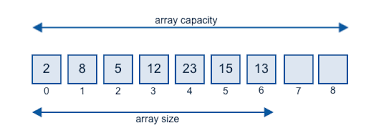 array capacity
2 8 5 12 23 15 13
0 1 2 3 4 5 6 7 8
array size